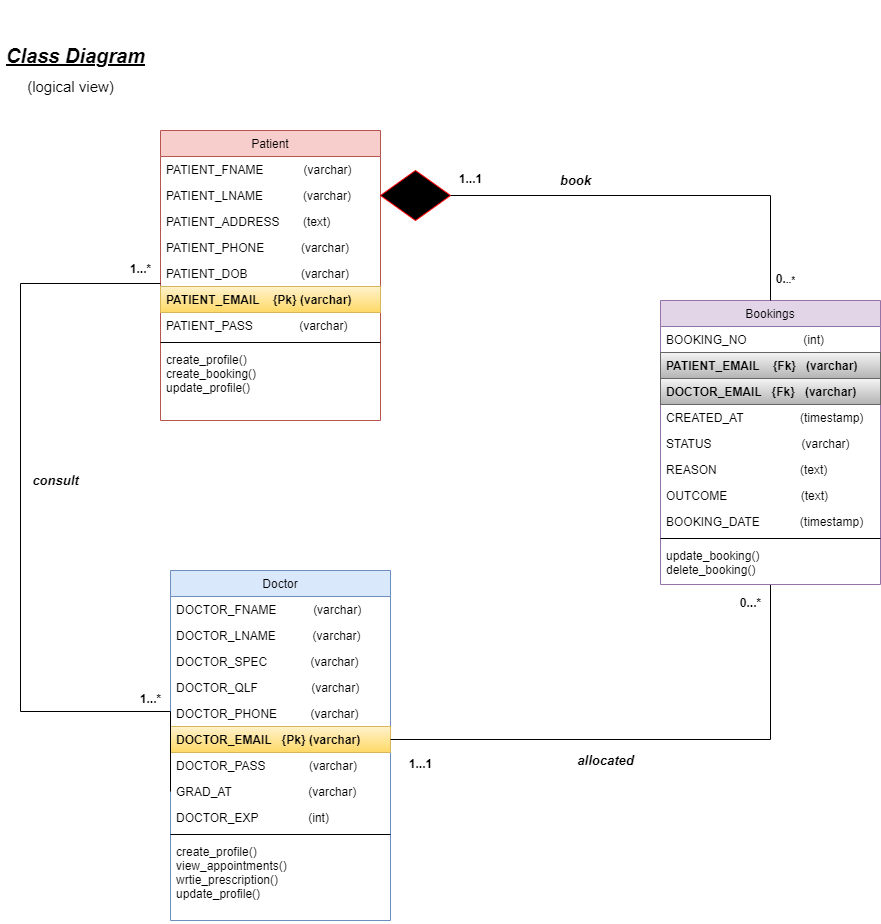 Class Diagram
(logical view)
Patient
PATIENT_FNAME (varchar)
PATIENT_LNAME (varchar)
PATIENT_ADDRESS (text)
PATIENT_PHONE (varchar)
PATIENT_DOB (varchar)
PATIENT_EMAIL {Pk} (varchar)
PATIENT_PASS (varchar)
create_profile()
create_booking()
update_profile()
1...1
book
0...*
Bookings
BOOKING_NO (int)
PATIENT_EMAIL {Fk} (varchar)
DOCTOR_EMAIL {Fk} (varchar)
CREATED_AT (timestamp)
STATUS (varchar)
REASON (text)
OUTCOME (text)
BOOKING_DATE (timestamp)
update_booking()
delete_booking()
0...*
1...*
consult
1...*
Doctor
DOCTOR_FNAME (varchar)
DOCTOR_LNAME (varchar)
DOCTOR_SPEC (varchar)
DOCTOR_QLF (varchar)
DOCTOR_PHONE (varchar)
DOCTOR_EMAIL {Pk} (varchar)
DOCTOR_PASS (varchar)
GRAD_AT (varchar)
DOCTOR_EXP (int)
create_profile()
view_appointments()
wrtie_prescription()
update_profile()
1...1
allocated